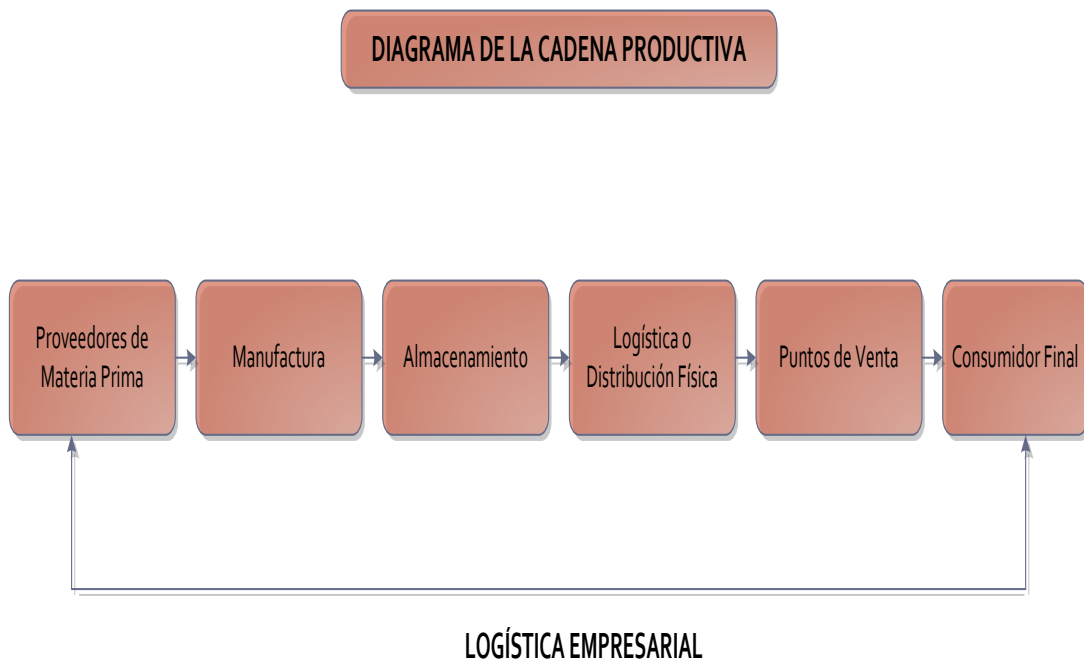 DIAGRAMA DE LA CADENA PRODUCTIVA
Proveedores de
Materia Prima
Manufactura
Almacenamiento
Logística o
Distribución Física
Puntos de Venta
Consumidor Final
LOGÍSTICA EMPRESARIAL